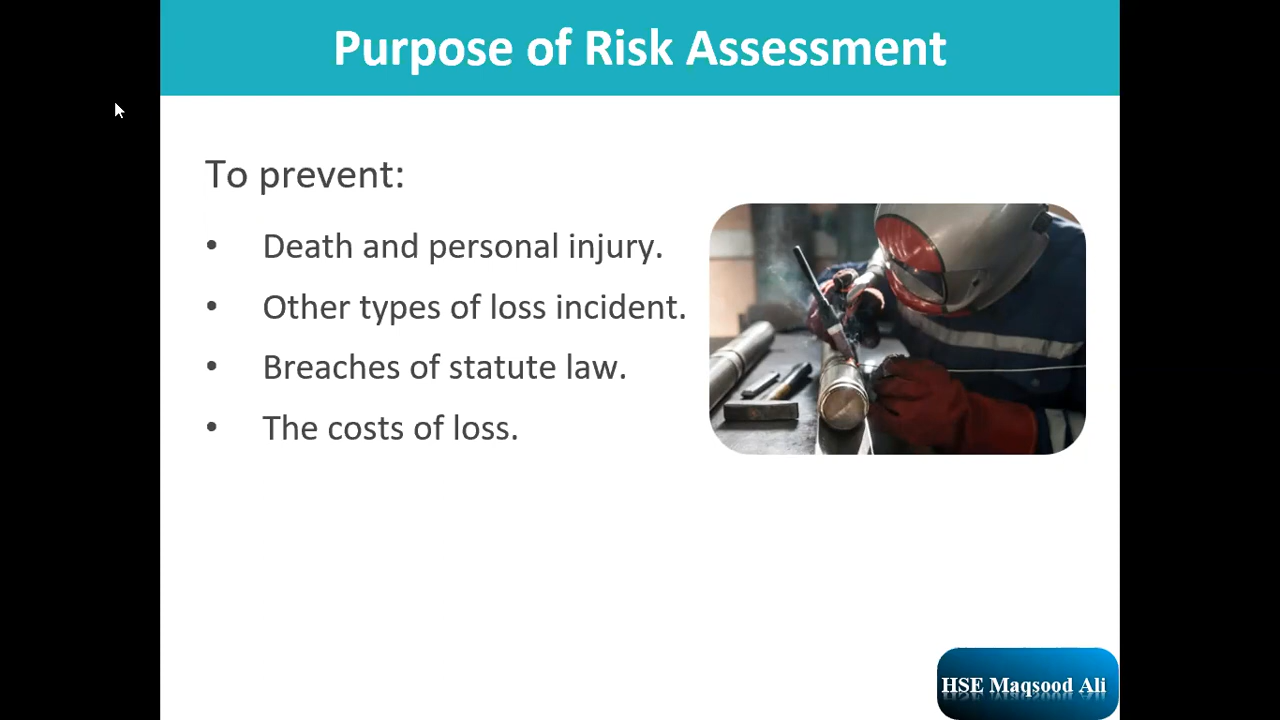 Purpose of Risk Assessment
To prevent:
• Death and personal injury.
• Other types of loss incident.
• Breaches of statute law.
• The costs of loss.
HSE Maqsood Ali